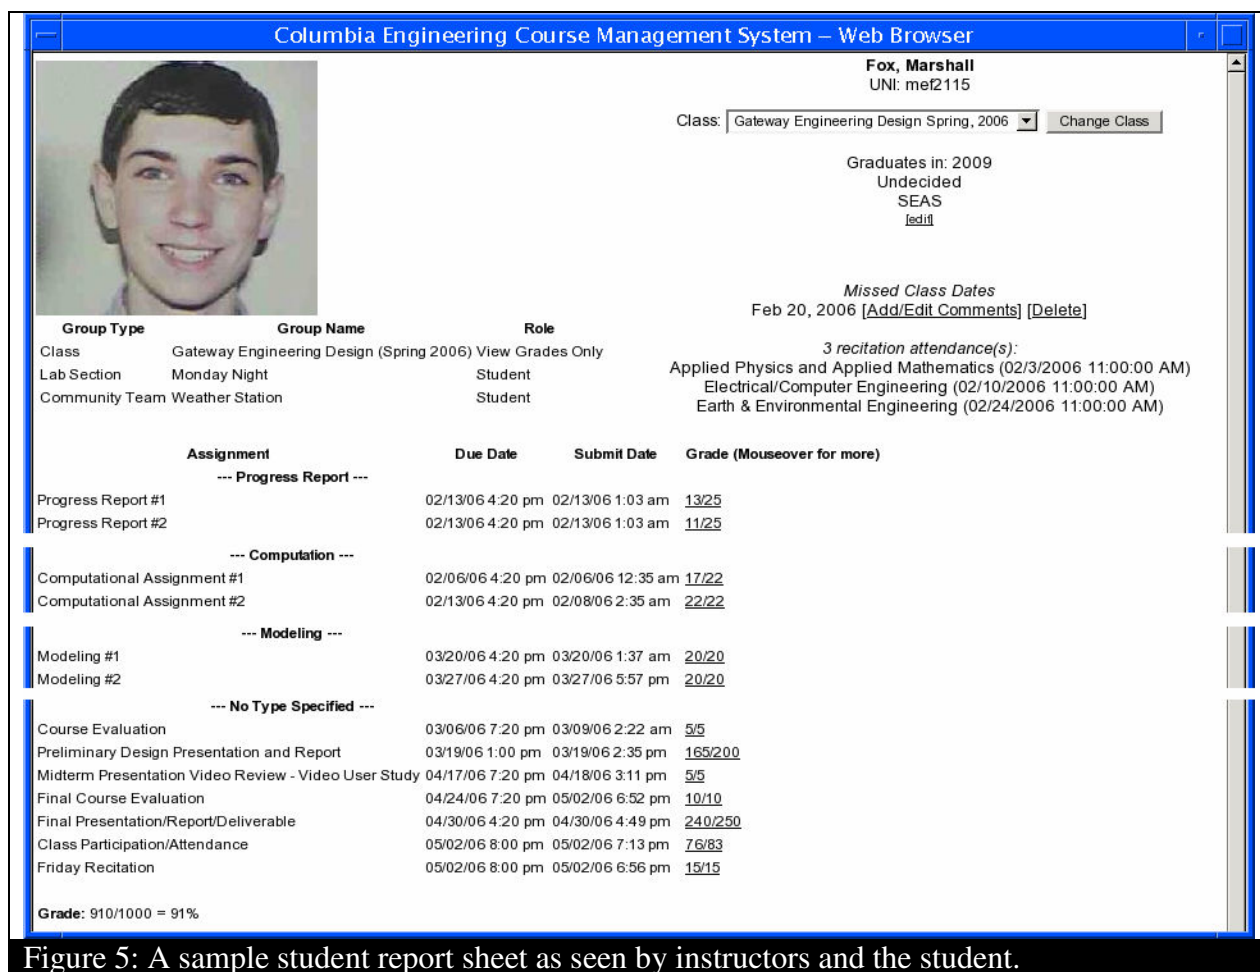 Columbia Engineering Course Management System – Web Browser
Fox, Marshall
UNI: mef2115
Class: Gateway Engineering Design Spring, 2006 Change Class
Graduates in: 2009
Undecided
SEAS
[edit]
Missed Class Dates
Feb 20, 2006 [Add/Edit Comments] [Delete]
3 recitation attendance(s):
Applied Physics and Applied Mathematics (02/3/2006 11:00:00 AM)
Electrical/Computer Engineering (02/10/2006 11:00:00 AM)
Earth & Environmental Engineering (02/24/2006 11:00:00 AM)
Group Type Group Name Role
Class Gateway Engineering Design (Spring 2006) View Grades Only
Lab Section Monday Night Student
Community Team Weather Station Student
Assignment Due Date Submit Date Grade (Mouseover for more)
--- Progress Report ---
Progress Report #1 02/13/06 4:20 pm 02/13/06 1:03 am 13/25
Progress Report #2 02/13/06 4:20 pm 02/13/06 1:03 am 11/25
--- Computation ---
Computational Assignment #1 02/06/06 4:20 pm 02/06/06 12:35 am 17/22
Computational Assignment #2 02/13/06 4:20 pm 02/08/06 2:35 am 22/22
--- Modeling ---
Modeling #1 03/20/06 4:20 pm 03/20/06 1:37 am 20/20
Modeling #2 03/27/06 4:20 pm 03/27/06 5:57 pm 20/20
--- No Type Specified ---
Course Evaluation 03/06/06 7:20 pm 03/09/06 2:22 am 5/5
Preliminary Design Presentation and Report 03/19/06 1:00 pm 03/19/06 2:35 pm 165/200
Midterm Presentation Video Review - Video User Study 04/17/06 7:20 pm 04/18/06 3:11 pm 5/5
Final Course Evaluation 04/24/06 7:20 pm 05/02/06 6:52 pm 10/10
Final Presentation/Report/Deliverable 04/30/06 4:20 pm 04/30/06 4:49 pm 240/250
Class Participation/Attendance 05/02/06 8:00 pm 05/02/06 7:13 pm 76/83
Friday Recitation 05/02/06 8:00 pm 05/02/06 6:56 pm 15/15
Grade: 910/1000 = 91%
Figure 5: A sample student report sheet as seen by instructors and the student.